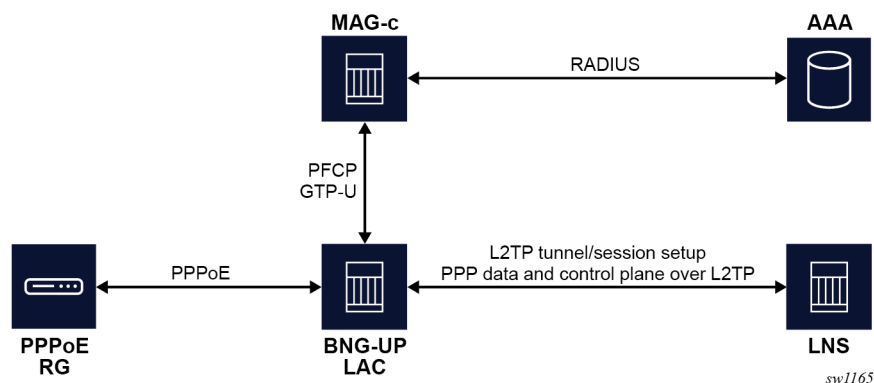 MAG-c
AAA
RADIUS
PFCP
GTP-U
L2TP tunnel/session setup
PPP data and control plane over L2TP
PPPoE
PPPoE
RG
BNG-UP
LAC
LNS
sw1165